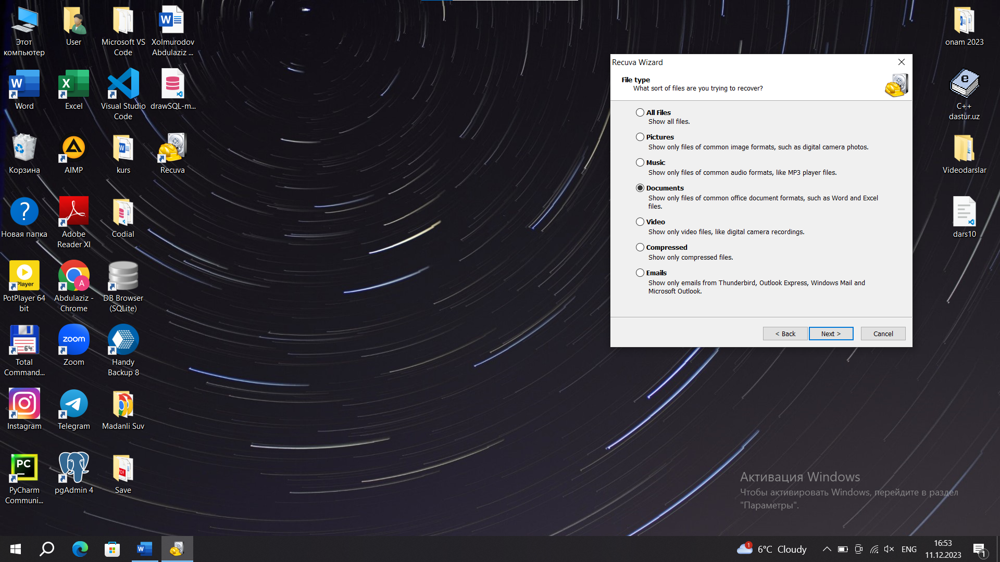 Этот
компьютер
User
Microsoft VS
Code
Xolmurodov
Abdulaziz ...
Word
Excel
Visual Studio
Code
drawSQL-m...
Корзина
AIMP
kurs
Recuva
Новая папка
Adobe
Reader XI
Codial
Player
PotPlayer 64
bit
A
Abdulaziz -
Chrome
DB Browser
(SQLite)
64
Total
Command...
zoom
Zoom
Handy
Backup 8
Instagram
Telegram
Madanli Suv
PC
PyCharm
Communi...
pgAdmin 4
PDF
Save
onam 2023
C++
dastur.uz
Videodarslar
dars10
Recuva Wizard
File type
What sort of files are you trying to recover?
All Files
Show all files.
Pictures
Show only files of common image formats, such as digital camera photos.
Music
Show only files of common audio formats, like MP3 player files.
Documents
Show only files of common office document formats, such as Word and Excel
files.
Video
Show only video files, like digital camera recordings.
Compressed
Show only compressed files.
Emails
Show only emails from Thunderbird, Outlook Express, Windows Mail and
Microsoft Outlook.
< Back
Next >
Cancel
Активация Windows
Чтобы активировать Windows, перейдите в раздел
"Параметры".
1
6°C Cloudy
ENG
16:53
11.12.2023
1